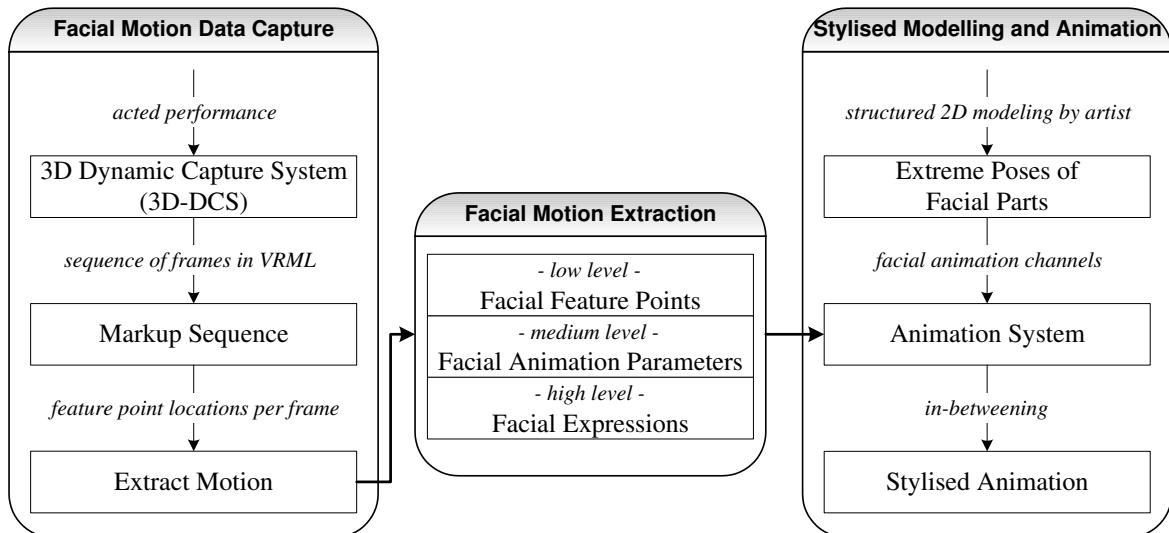 Facial Motion Data Capture
acted performance
3D Dynamic Capture System
(3D-DCS)
sequence of frames in VRML
Markup Sequence
feature point locations per frame
Extract Motion
Facial Motion Extraction
- low level -
Facial Feature Points
- medium level -
Facial Animation Parameters
- high level -
Facial Expressions
Stylised Modelling and Animation
structured 2D modeling by artist
Extreme Poses of
Facial Parts
facial animation channels
Animation System
in-betweening
Stylised Animation